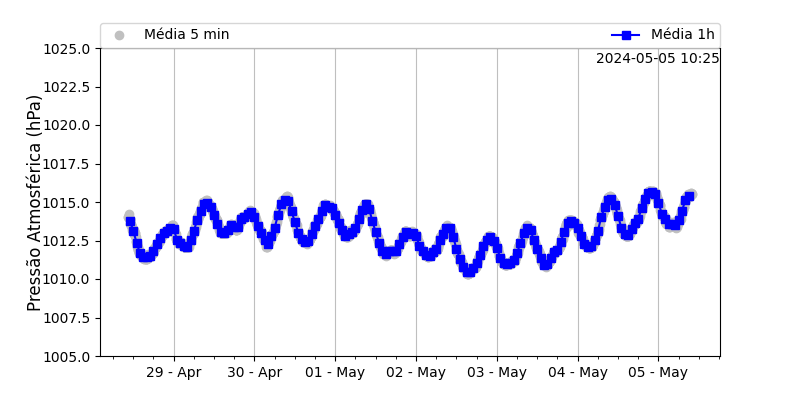 Média 5 min
Média 1h
2024-05-05 10:25
Pressão Atmosférica (hPa)
1025.0
1022.5
1020.0
1017.5
1015.0
1012.5
1010.0
1007.5
1005.0
29 - Apr
30 - Apr
01 - May
02 - May
03 - May
04 - May
05 - May